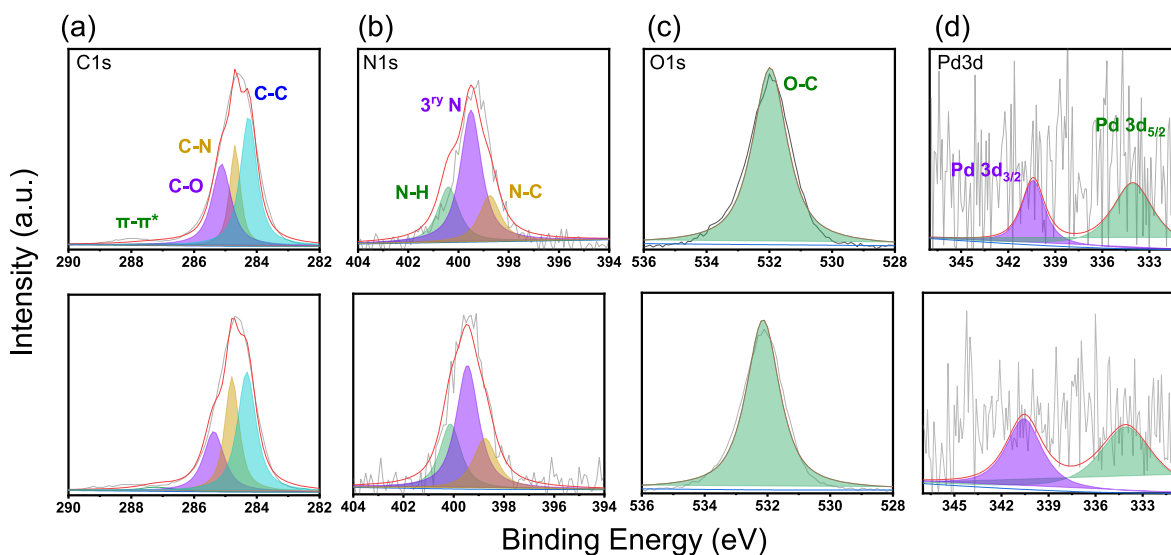 (a) (b) (c) (d)
C1s N1s O1s Pd3d
C-C 3ʳʸ N O-C Pd 3d₅/₂
C-N
C-O N-H N-C Pd 3d₃/₂
π-π*
290 288 286 284 282 404 402 400 398 396 394 536 534 532 530 528 345 342 339 336 333
290 288 286 284 282 404 402 400 398 396 394 536 534 532 530 528 345 342 339 336 333
Intensity (a.u.)
Binding Energy (eV)